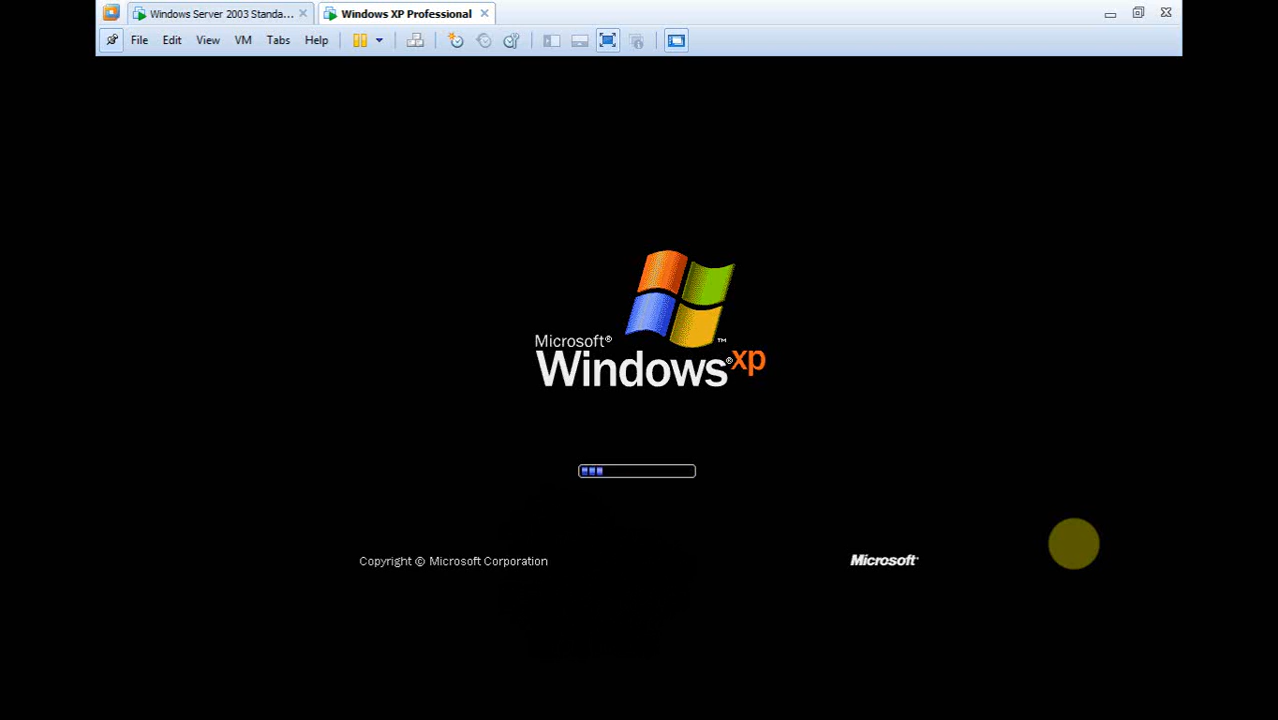 Windows Server 2003 Standa...
Windows XP Professional
File Edit View VM Tabs Help
Microsoft®
Windows® xp™
Copyright © Microsoft Corporation
Microsoft®